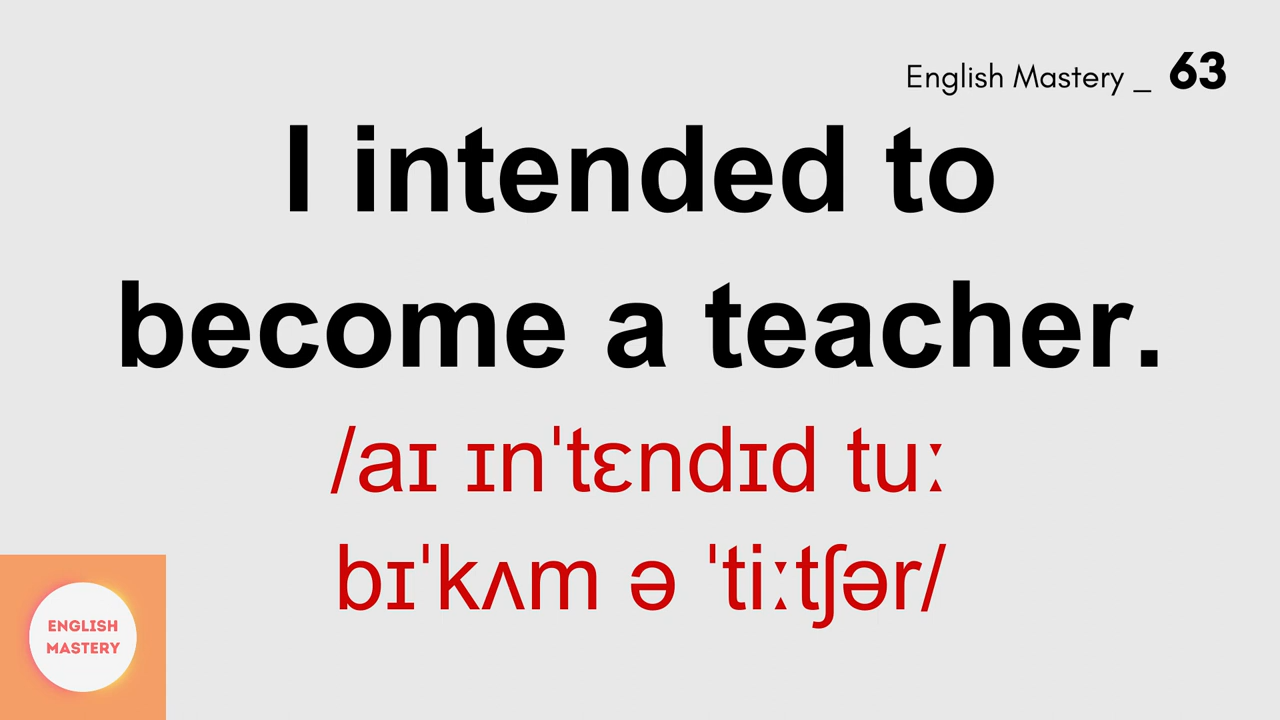 English Mastery _ 63
I intended to
become a teacher.
/aɪ ɪnˈtɛndɪd tuː
bɪˈkʌm ə ˈtiːʧər/
ENGLISH
MASTERY